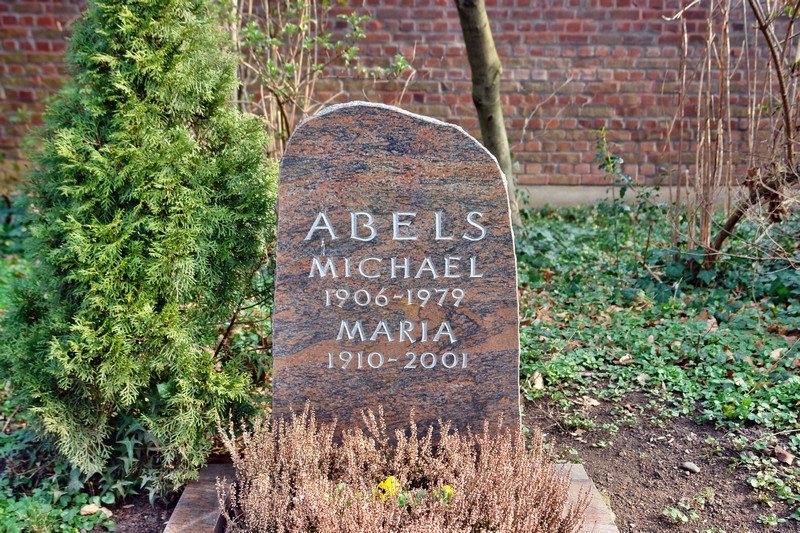 ABELS
MICHAEL
1906-1979
MARIA
1910-2001